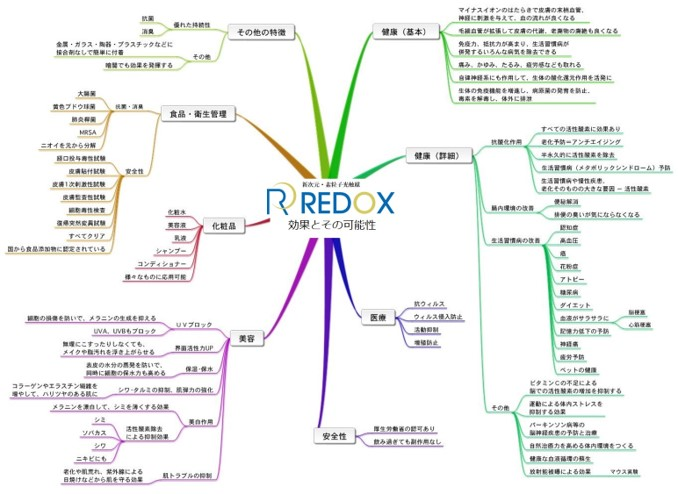 新次元・素粒子光触媒
REDOX
効果とその可能性
その他の特徴
優れた持続性
抗菌
消臭
その他
金属・ガラス・陶器・プラスチックなどに
接合剤なしで簡単に付着
暗闇でも効果を発揮する
食品・衛生管理
抗菌・消臭
大腸菌
黄色ブドウ球菌
肺炎桿菌
MRSA
ニオイを元から分解
安全性
経口投与毒性試験
皮膚貼付試験
皮膚1次刺激性試験
皮膚監査性試験
細胞毒性検査
復帰突然変異試験
すべてクリア
国から食品添加物に認定されている
化粧品
化粧水
美容液
乳液
シャンプー
コンディショナー
様々なものに応用可能
美容
UVブロック
細胞の損傷を防いで、メラニンの生成を抑える
UVA、UVBもブロック
界面活性力UP
無理にこすったりしなくても、
メイクや脂汚れを浮き上がらせる
保湿・保水
表皮の水分の蒸発を防いで、
同時に細胞の保水力も高める
シワ・タルミの抑制、肌弾力の強化
コラーゲンやエラスチン組織を
増やして、ハリツヤのある肌に
美白作用
メラニンを漂白して、シミを薄くする効果
活性酸素除去
による抑制効果
シミ
ソバカス
シワ
ニキビにも
肌トラブルの抑制
老化や肌荒れ、紫外線による
日焼けなどから肌を守る効果
健康（基本）
マイナスイオンのはたらきで皮膚の末梢血管、
神経に刺激を与えて、血の流れが良くなる
毛細血管が拡張して皮膚の代謝、老廃物の排絶も良くなる
免疫力、抵抗力が高まり、生活習慣病が
併発するいろんな病気を除去できる
痛み、かゆみ、たるみ、疲労感なども取れる
自律神経系にも作用して、生体の酸化還元作用を活発に
生体の免疫機能を増進し、病原菌の発育を防止、
毒素を解毒し、体外に排泄
健康（詳細）
抗酸化作用
すべての活性酸素に効果あり
老化予防＝アンチエイジング
半永久的に活性酸素を除去
生活習慣病（メタボリックシンドローム）予防
生活習慣病や慢性疾患、
老化そのものの大きな要因 － 活性酸素
腸内環境の改善
便秘解消
排便の臭いが気にならなくなる
生活習慣病の改善
認知症
高血圧
癌
花粉症
アトピー
糖尿病
ダイエット
血液がサラサラに
脳梗塞
心筋梗塞
記憶力低下の予防
神経痛
疲労予防
ペットの健康
その他
ビタミンCの不足による
脳での活性酸素の増加を抑制する
運動による体内ストレスを
抑制する効果
パーキンソン病等の
脳神経疾患の予防と治療
自然治癒力を高める体内環境をつくる
健康な血液循環の蘇生
放射能被曝による効果
マウス実験
医療
抗ウィルス
ウィルス侵入防止
活動抑制
増殖防止
安全性
厚生労働省の認可あり
飲み過ぎても副作用なし